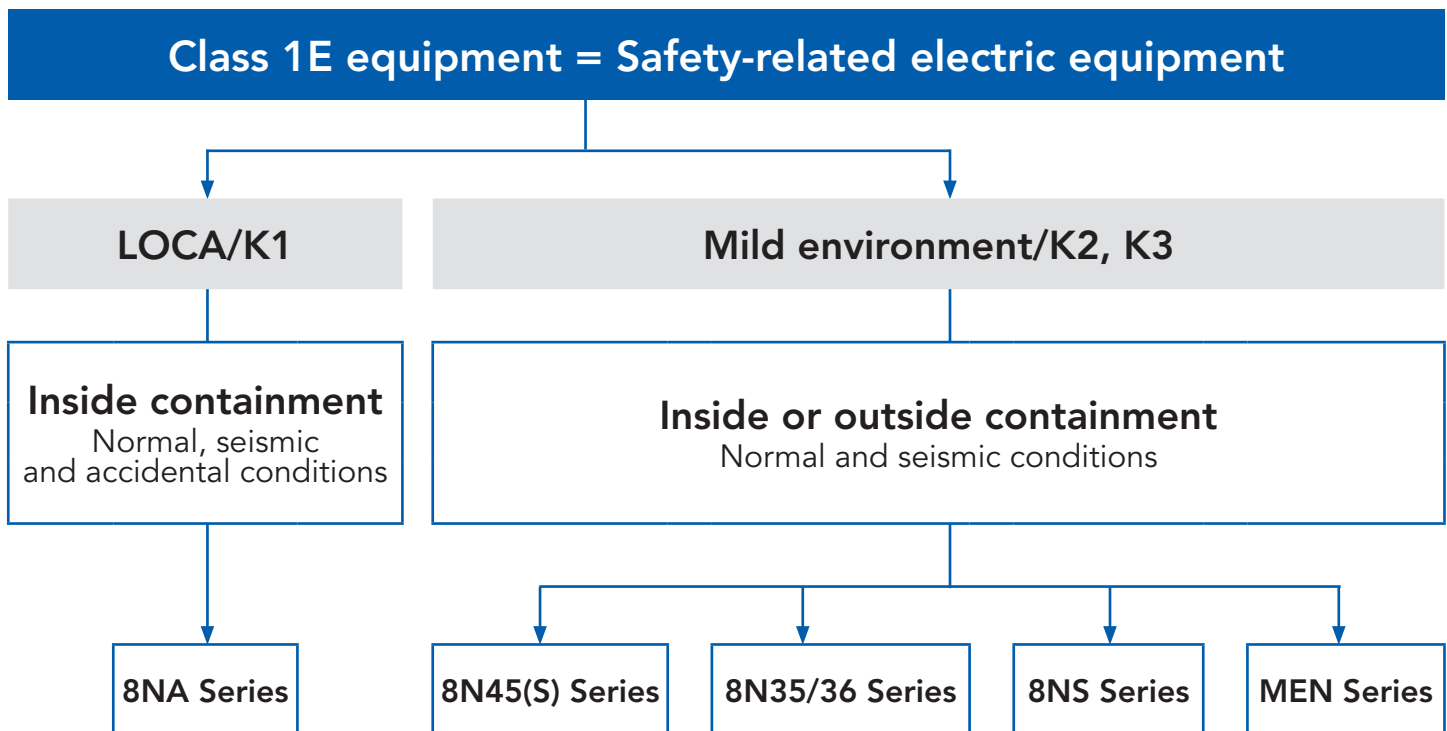 Class 1E equipment = Safety-related electric equipment
LOCA/K1
Mild environment/K2, K3
Inside containment
Normal, seismic
and accidental conditions
Inside or outside containment
Normal and seismic conditions
8NA Series
8N45(S) Series
8N35/36 Series
8NS Series
MEN Series